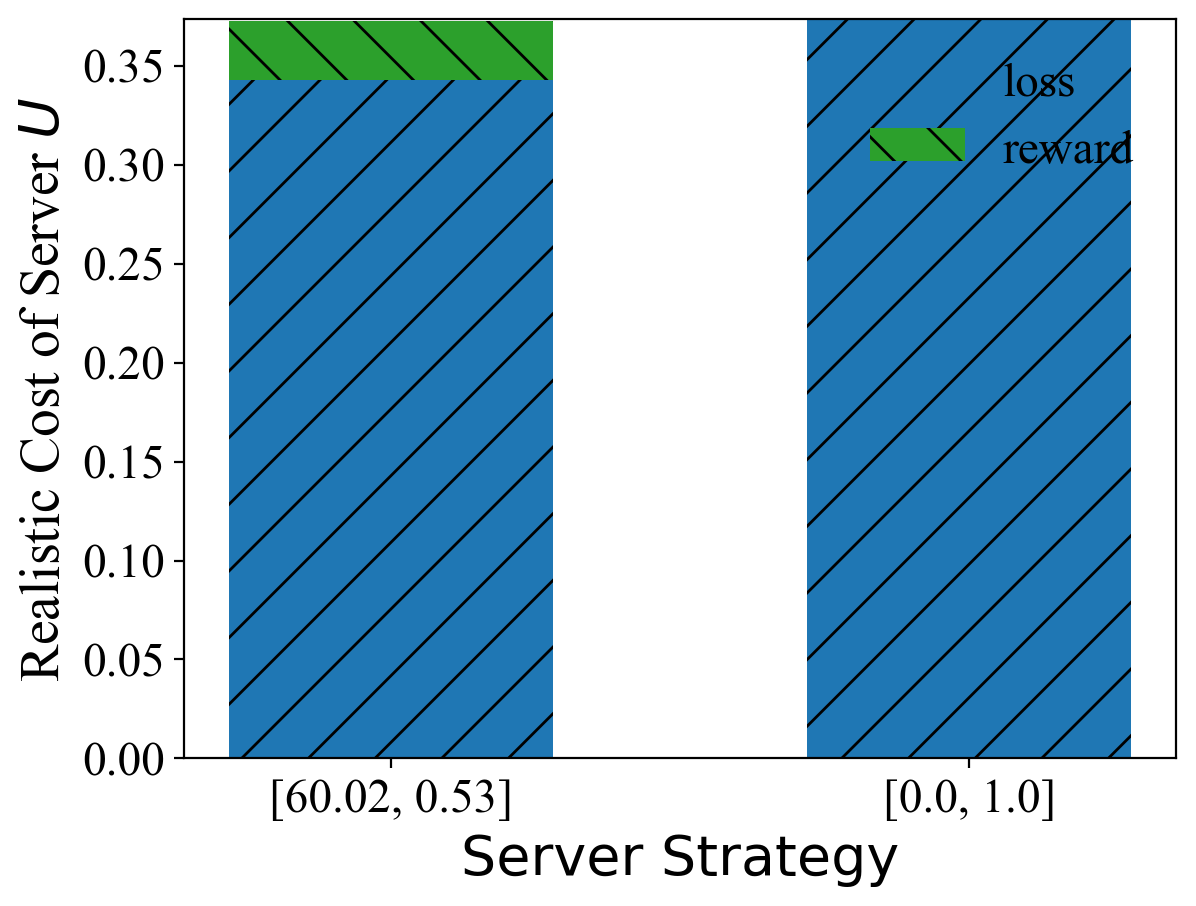 Realistic Cost of Server U
0.35
0.30
0.25
0.20
0.15
0.10
0.05
0.00
loss
reward
[60.02, 0.53]
[0.0, 1.0]
Server Strategy